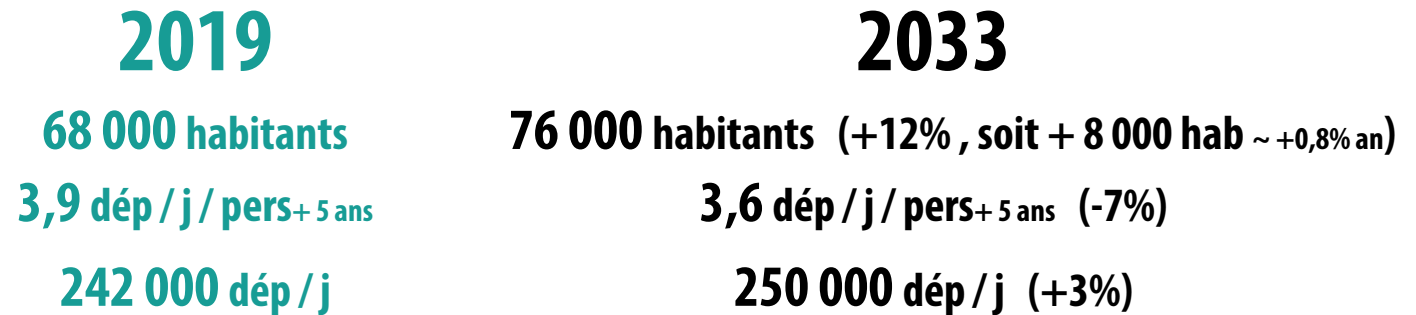 2019 2033
68 000 habitants 76 000 habitants (+12% , soit + 8 000 hab ~ +0,8% an)
3,9 dép / j / pers+ 5 ans 3,6 dép / j / pers+ 5 ans (-7%)
242 000 dép / j 250 000 dép / j (+3%)